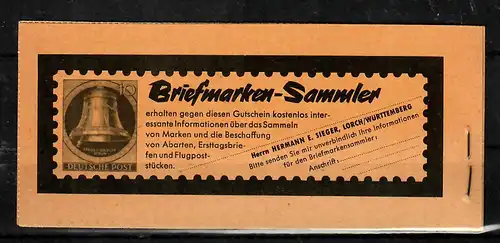 Briefmarken-Sammler
erhalten gegen diesen Gutschein kostenlos inter-
essante Informationen über das Sammeln
von Marken und die Beschaffung
von Abarten, Ersttagsbrie-
fen und Flugpost-
stücken.
Herrn HERMANN E. SIEGER, LORCH/WÜRTTEMBERG
Bitte senden Sie mir unverbindlich Ihre Informationen
für den Briefmarkensammler:
Anschrift:
10
DEUTSCHE POST